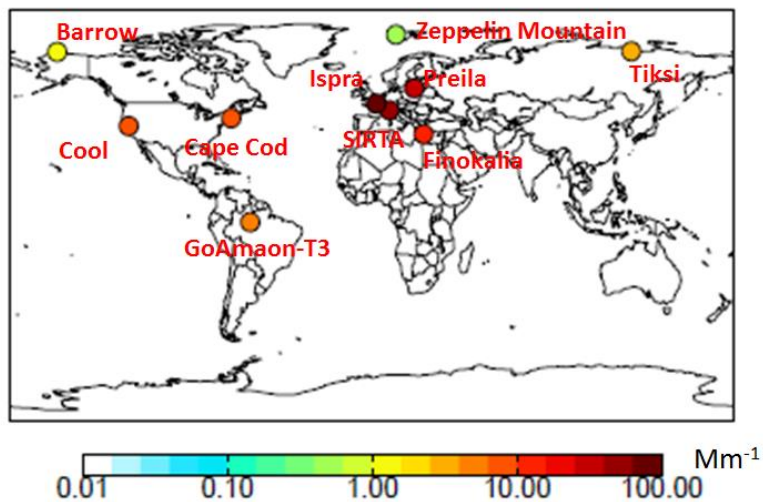 Barrow
Zeppelin Mountain
Ispra
Preila
Tiksi
Cool
Cape Cod
SIRTA
Finokalia
GoAmaon-T3
Mm-1
0.01 0.10 1.00 10.00 100.00